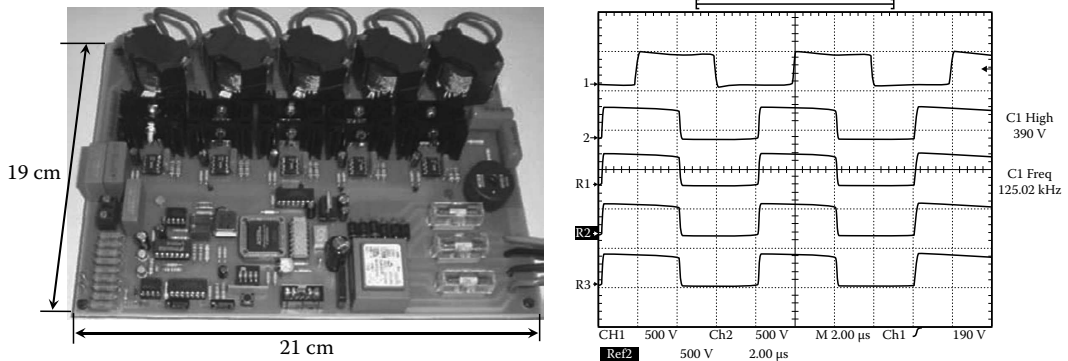 19 cm
21 cm
1
2
R1
R2
R3
C1 High
390 V
C1 Freq
125.02 kHz
CH1 500 V Ch2 500 V M 2.00 µs Ch1 190 V
Ref2 500 V 2.00 µs